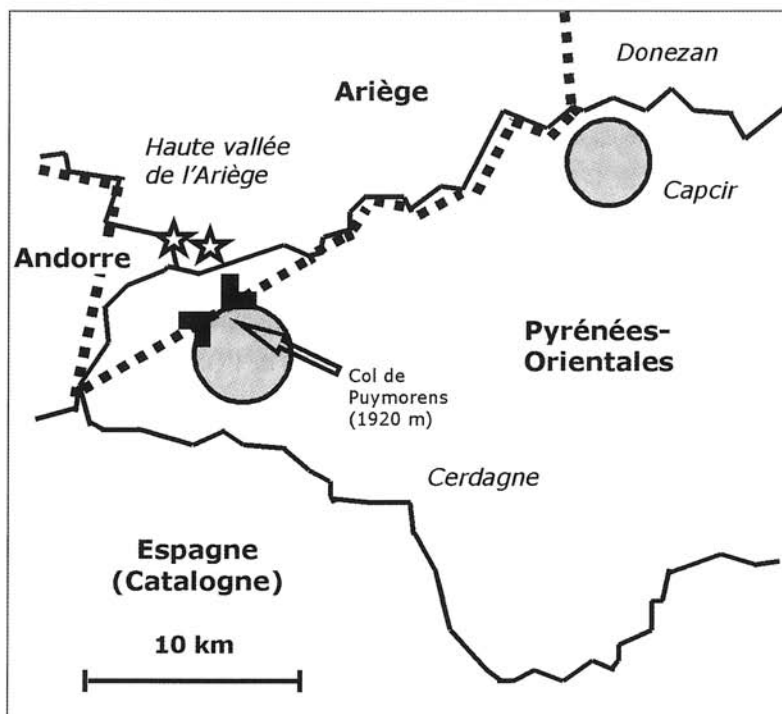 Donezan
Ariège
Haute vallée
de l'Ariège
Capcir
Andorre
Pyrénées-
Orientales
Col de
Puymorens
(1920 m)
Cerdagne
Espagne
(Catalogne)
10 km